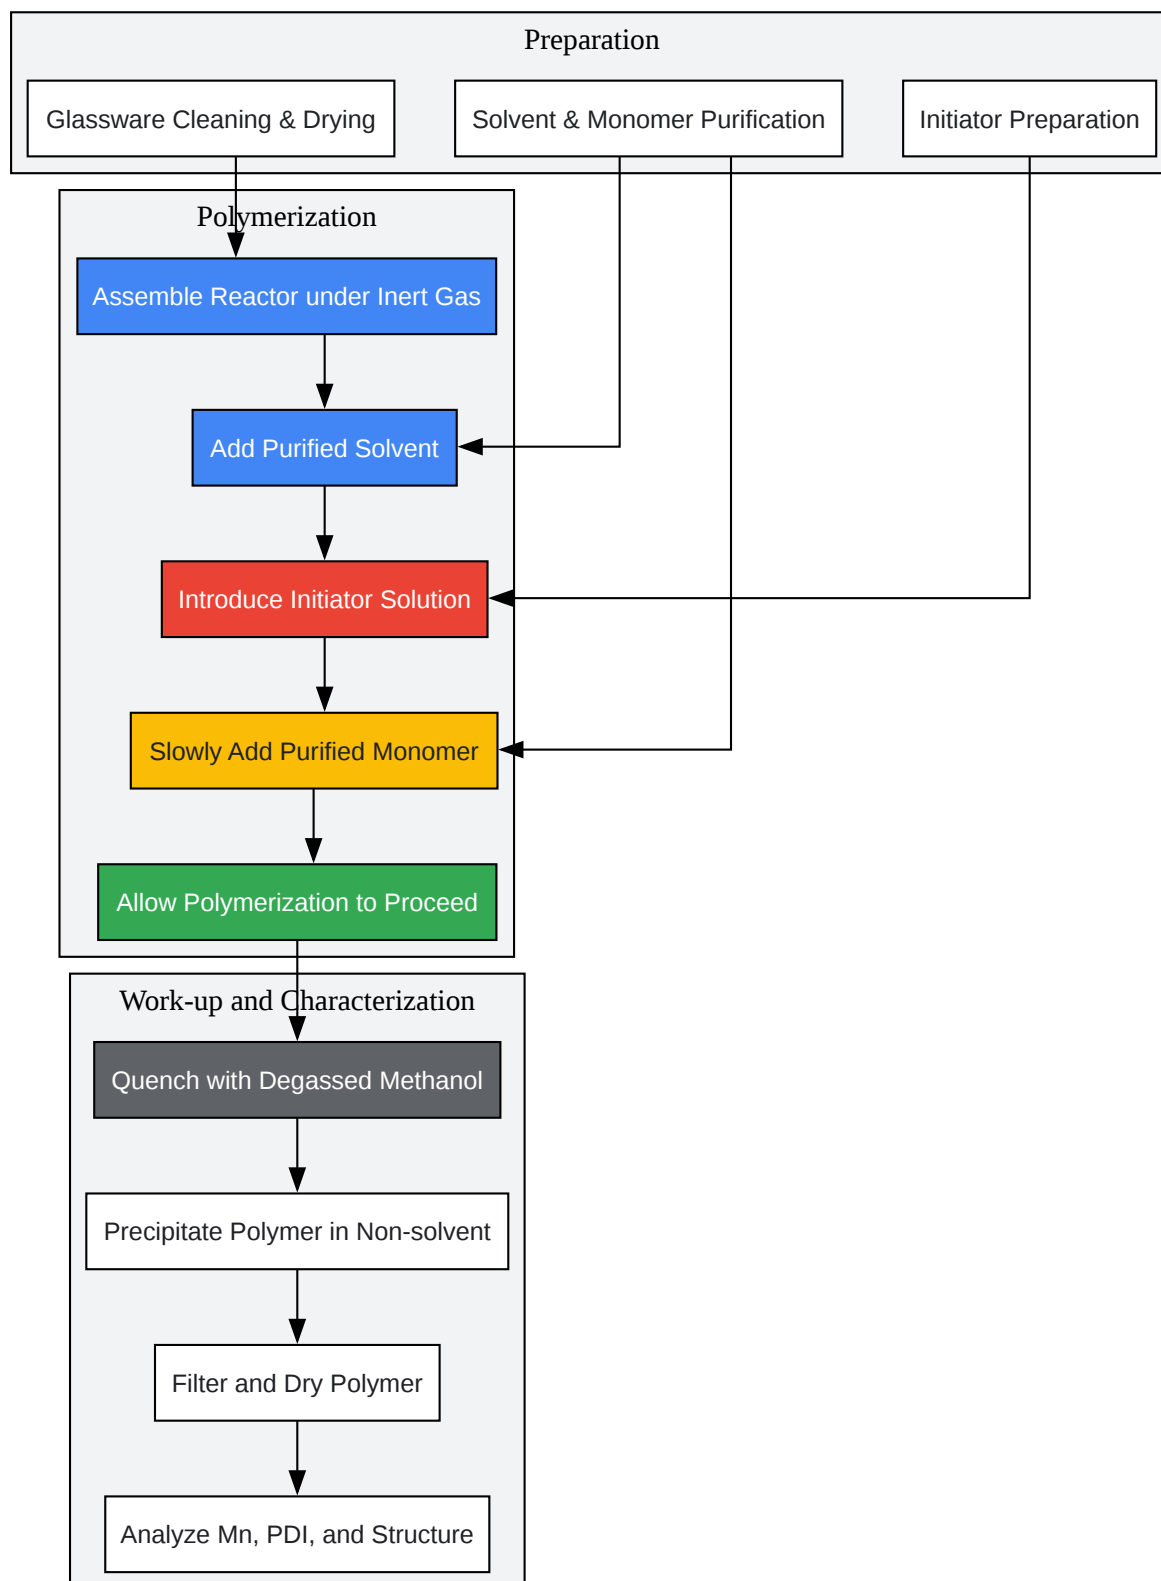 Preparation
Glassware Cleaning & Drying
Solvent & Monomer Purification
Initiator Preparation
Polymerization
Assemble Reactor under Inert Gas
Add Purified Solvent
Introduce Initiator Solution
Slowly Add Purified Monomer
Allow Polymerization to Proceed
Work-up and Characterization
Quench with Degassed Methanol
Precipitate Polymer in Non-solvent
Filter and Dry Polymer
Analyze Mn, PDI, and Structure